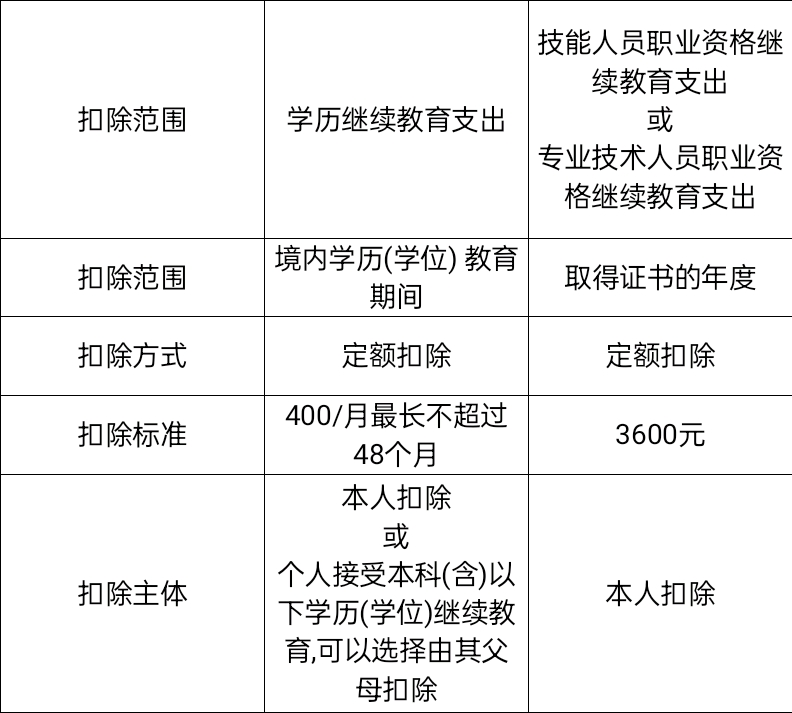 扣除范围
学历继续教育支出
技能人员职业资格继
续教育支出
或
专业技术人员职业资
格继续教育支出
扣除范围
境内学历(学位) 教育
期间
取得证书的年度
扣除方式
定额扣除
定额扣除
扣除标准
400/月最长不超过
48个月
3600元
扣除主体
本人扣除
或
个人接受本科(含)以
下学历(学位)继续教
育,可以选择由其父
母扣除
本人扣除